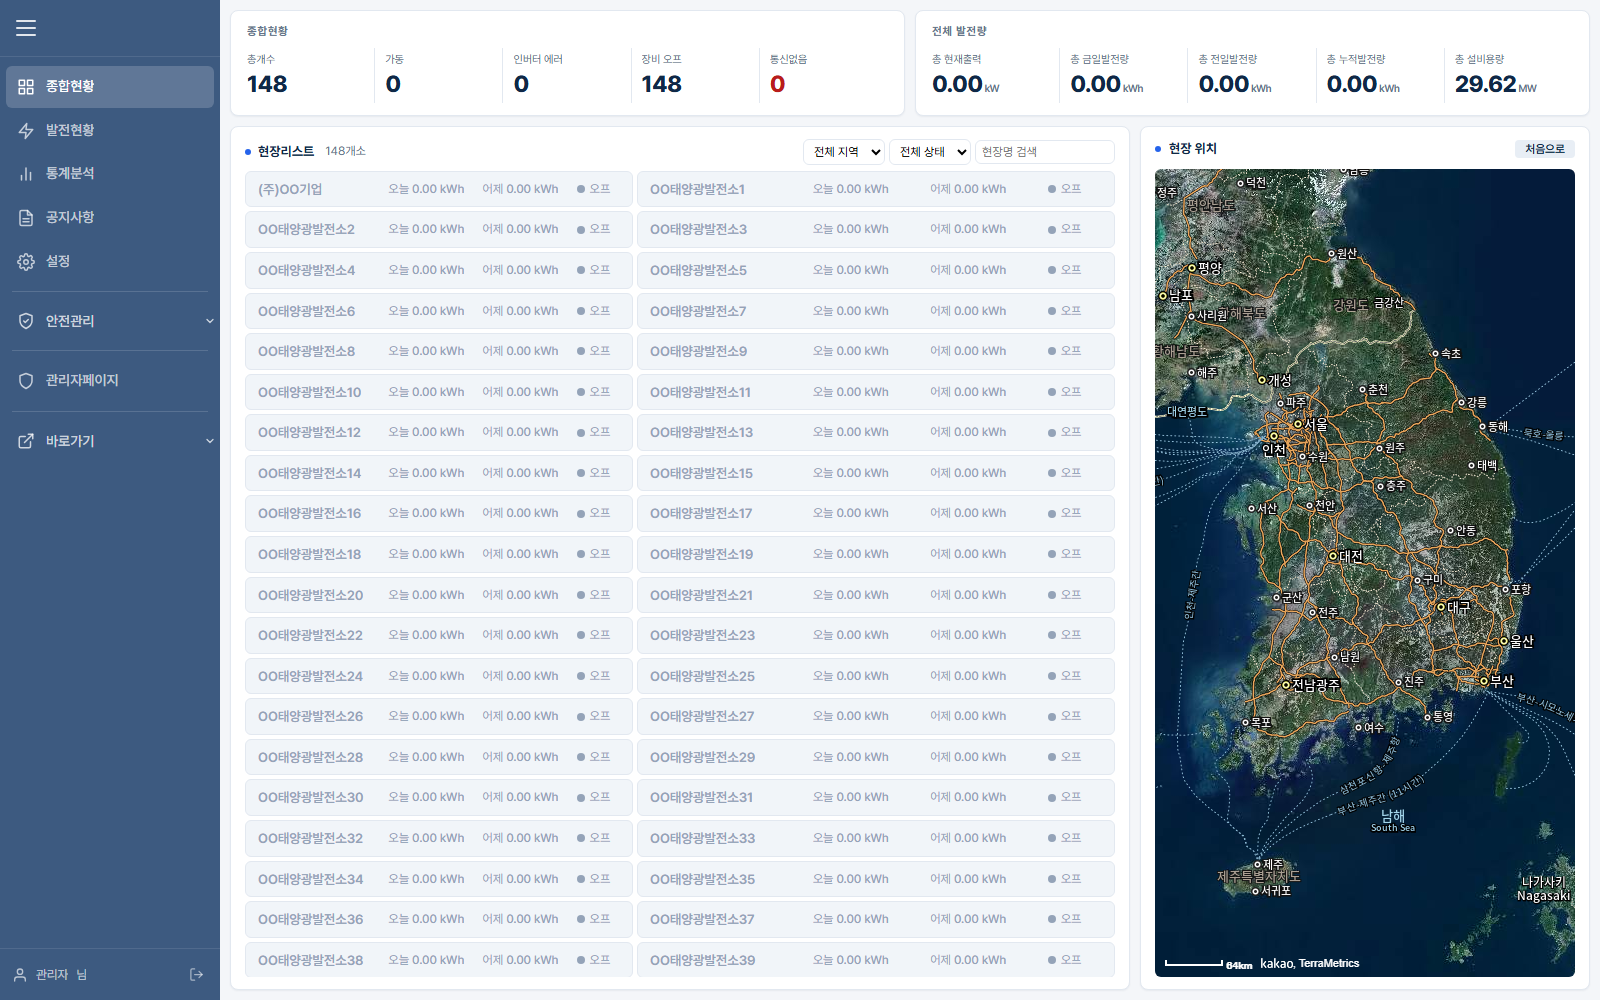 종합현황
발전현황
통계분석
공지사항
설정
안전관리
관리자페이지
바로가기
관리자 님
종합현황
총개수 가동 인버터 에러 장비 오프 통신없음
148 0 0 148 0
전체 발전량
총 현재출력 총 금일발전량 총 전일발전량 총 누적발전량 총 설비용량
0.00 kW 0.00 kWh 0.00 kWh 0.00 kWh 29.62 MW
현장리스트 148개소 전체 지역 전체 상태 현장명 검색
(주)OO기업 오늘 0.00 kWh 어제 0.00 kWh 오프 OO태양광발전소1 오늘 0.00 kWh 어제 0.00 kWh 오프
OO태양광발전소2 오늘 0.00 kWh 어제 0.00 kWh 오프 OO태양광발전소3 오늘 0.00 kWh 어제 0.00 kWh 오프
OO태양광발전소4 오늘 0.00 kWh 어제 0.00 kWh 오프 OO태양광발전소5 오늘 0.00 kWh 어제 0.00 kWh 오프
OO태양광발전소6 오늘 0.00 kWh 어제 0.00 kWh 오프 OO태양광발전소7 오늘 0.00 kWh 어제 0.00 kWh 오프
OO태양광발전소8 오늘 0.00 kWh 어제 0.00 kWh 오프 OO태양광발전소9 오늘 0.00 kWh 어제 0.00 kWh 오프
OO태양광발전소10 오늘 0.00 kWh 어제 0.00 kWh 오프 OO태양광발전소11 오늘 0.00 kWh 어제 0.00 kWh 오프
OO태양광발전소12 오늘 0.00 kWh 어제 0.00 kWh 오프 OO태양광발전소13 오늘 0.00 kWh 어제 0.00 kWh 오프
OO태양광발전소14 오늘 0.00 kWh 어제 0.00 kWh 오프 OO태양광발전소15 오늘 0.00 kWh 어제 0.00 kWh 오프
OO태양광발전소16 오늘 0.00 kWh 어제 0.00 kWh 오프 OO태양광발전소17 오늘 0.00 kWh 어제 0.00 kWh 오프
OO태양광발전소18 오늘 0.00 kWh 어제 0.00 kWh 오프 OO태양광발전소19 오늘 0.00 kWh 어제 0.00 kWh 오프
OO태양광발전소20 오늘 0.00 kWh 어제 0.00 kWh 오프 OO태양광발전소21 오늘 0.00 kWh 어제 0.00 kWh 오프
OO태양광발전소22 오늘 0.00 kWh 어제 0.00 kWh 오프 OO태양광발전소23 오늘 0.00 kWh 어제 0.00 kWh 오프
OO태양광발전소24 오늘 0.00 kWh 어제 0.00 kWh 오프 OO태양광발전소25 오늘 0.00 kWh 어제 0.00 kWh 오프
OO태양광발전소26 오늘 0.00 kWh 어제 0.00 kWh 오프 OO태양광발전소27 오늘 0.00 kWh 어제 0.00 kWh 오프
OO태양광발전소28 오늘 0.00 kWh 어제 0.00 kWh 오프 OO태양광발전소29 오늘 0.00 kWh 어제 0.00 kWh 오프
OO태양광발전소30 오늘 0.00 kWh 어제 0.00 kWh 오프 OO태양광발전소31 오늘 0.00 kWh 어제 0.00 kWh 오프
OO태양광발전소32 오늘 0.00 kWh 어제 0.00 kWh 오프 OO태양광발전소33 오늘 0.00 kWh 어제 0.00 kWh 오프
OO태양광발전소34 오늘 0.00 kWh 어제 0.00 kWh 오프 OO태양광발전소35 오늘 0.00 kWh 어제 0.00 kWh 오프
OO태양광발전소36 오늘 0.00 kWh 어제 0.00 kWh 오프 OO태양광발전소37 오늘 0.00 kWh 어제 0.00 kWh 오프
OO태양광발전소38 오늘 0.00 kWh 어제 0.00 kWh 오프 OO태양광발전소39 오늘 0.00 kWh 어제 0.00 kWh 오프
현장 위치 처음으로
정주 덕천
평안남도
원산
평양
남포
강원도 금강산
사리원
황해남도
속초
해주
개성 춘천
대연평도 파주 강릉
서울 동해
묵호-울릉
인천 수원 원주
태백
충주
서산 천안
안동
대전
구미
인천-제주간
군산 포항
전주 대구
울산
남원
전남광주 진주 부산
목포 여수 통영
삼천포신항-제주항
부산-제주간 (11시간)
남해
South Sea
제주
제주특별자치도
서귀포
나가사키
Nagasaki
64km kakao, TerraMetrics